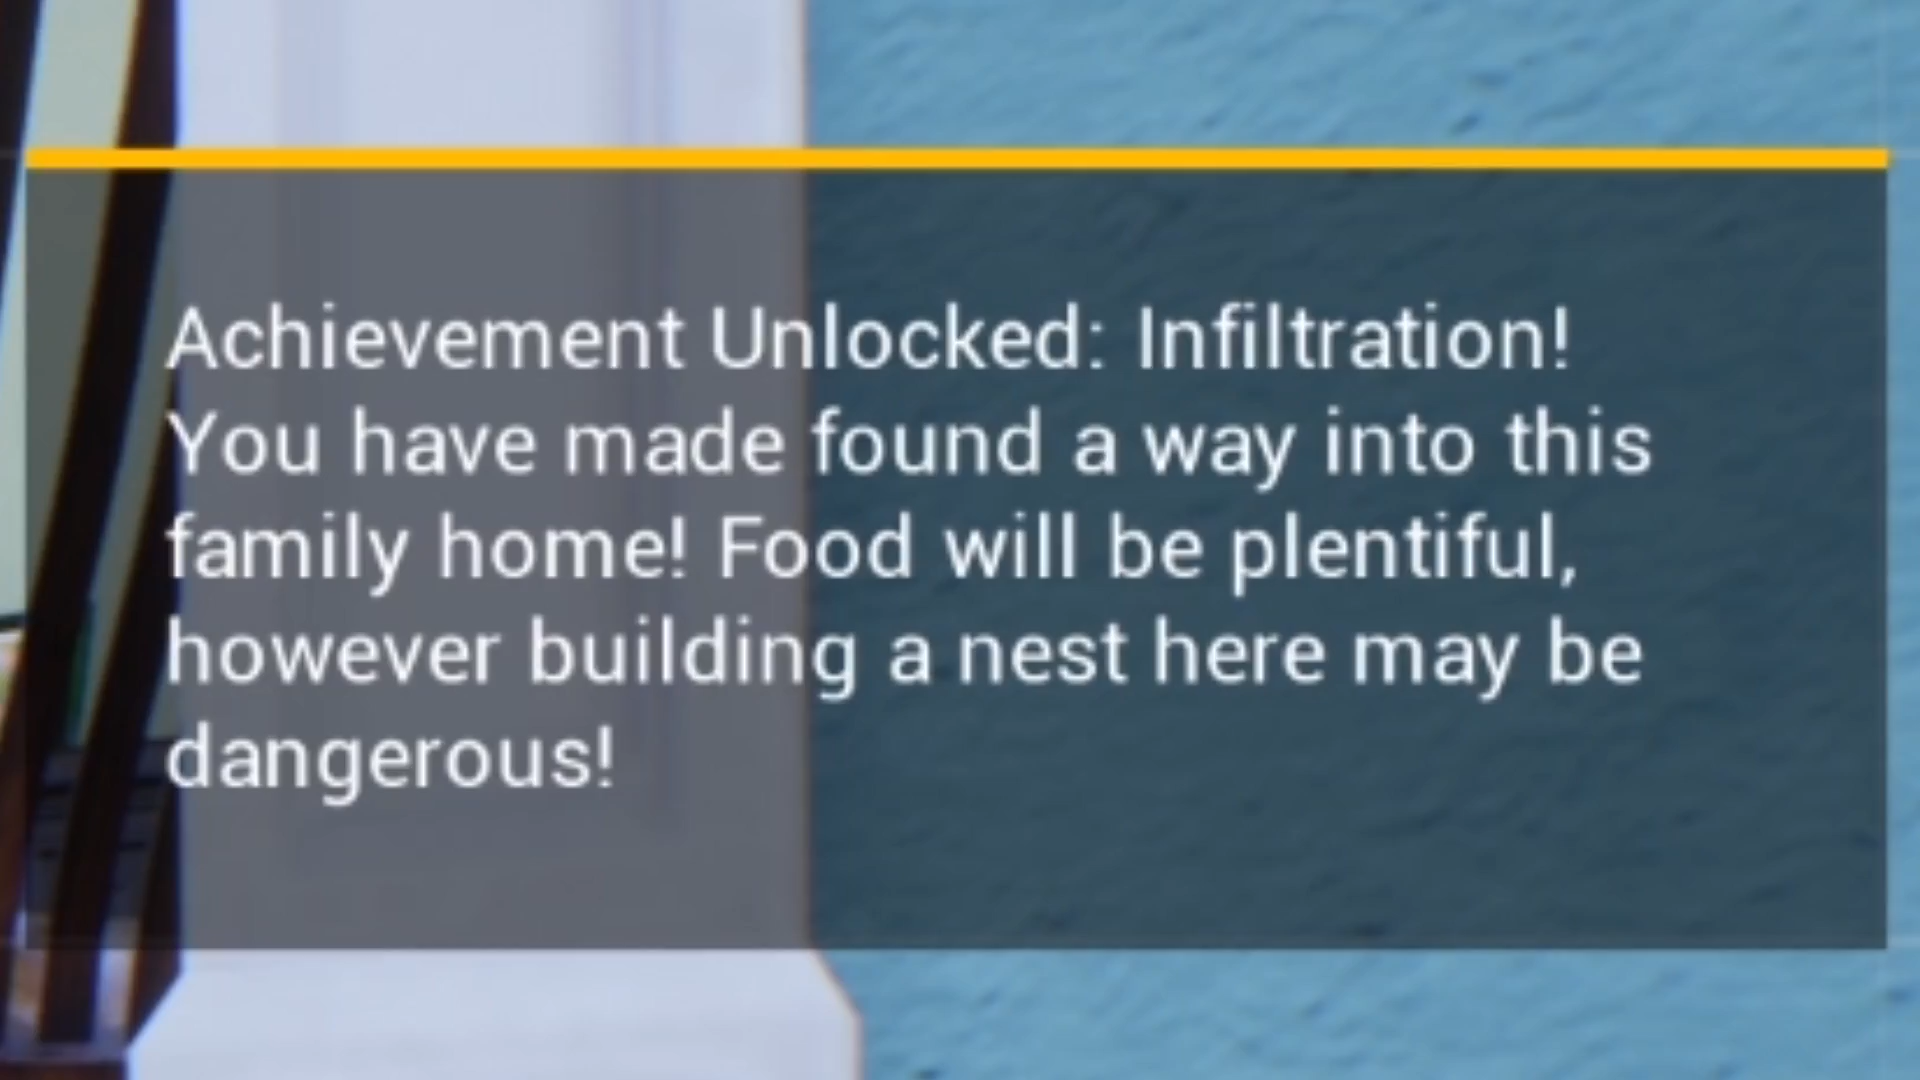 Achievement Unlocked: Infiltration!
You have made found a way into this
family home! Food will be plentiful,
however building a nest here may be
dangerous!